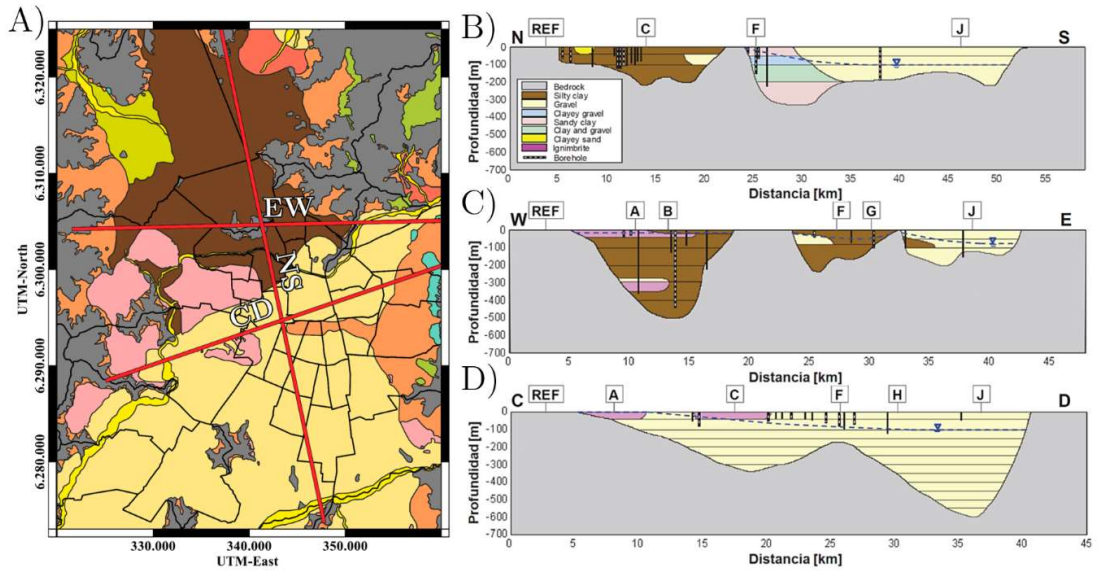 A)
6.320.000
6.310.000
6.300.000
6.290.000
6.280.000
UTM-North
EW
NS
CD
330.000 340.000 350.000
UTM-East
B)
REF C F J
N S
0
-100
-200
-300
-400
-500
-600
-700
Profundidad [m]
Bedrock
Silty clay
Gravel
Clayey gravel
Sandy clay
Clay and gravel
Clayey sand
Ignimbrite
Borehole
0 5 10 15 20 25 30 35 40 45 50 55
Distancia [km]
C)
W REF A B F G J E
0
-100
-200
-300
-400
-500
-600
-700
Profundidad [m]
0 5 10 15 20 25 30 35 40 45
Distancia [km]
D)
C REF A C F H J D
0
-100
-200
-300
-400
-500
-600
-700
Profundidad [m]
0 5 10 15 20 25 30 35 40 45
Distancia [km]